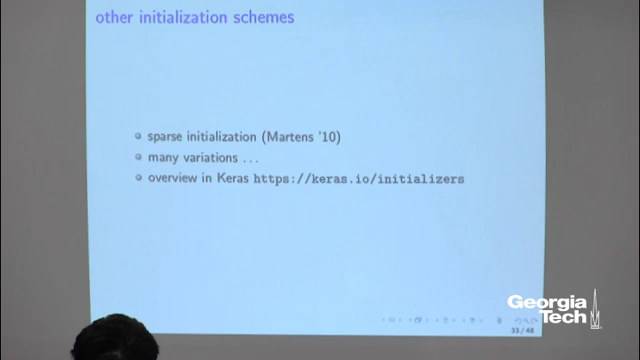 other initialization schemes
sparse initialization (Martens '10)
many variations ...
overview in Keras https://keras.io/initializers
Georgia
Tech
33 / 48